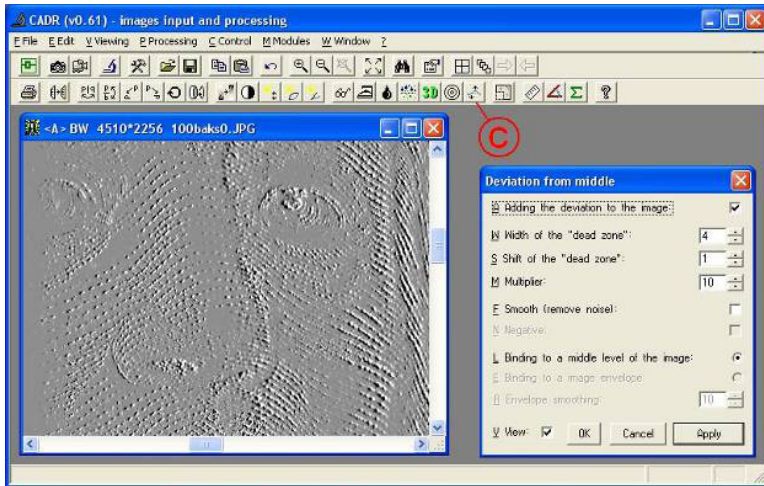 CADR (v0.61) - images input and processing
F File E Edit V Viewing P Processing C Control M Modules W Window ?
3D
C
<A> BW 4510*2256 100baks0.JPG
Deviation from middle
A Adding the deviation to the image:
W Width of the "dead zone": 4
S Shift of the "dead zone": 1
M Multiplier: 10
F Smooth (remove noise):
N Negative:
L Binding to a middle level of the image:
E Binding to a image envelope
R Envelope smoothing: 10
V View: OK Cancel Apply